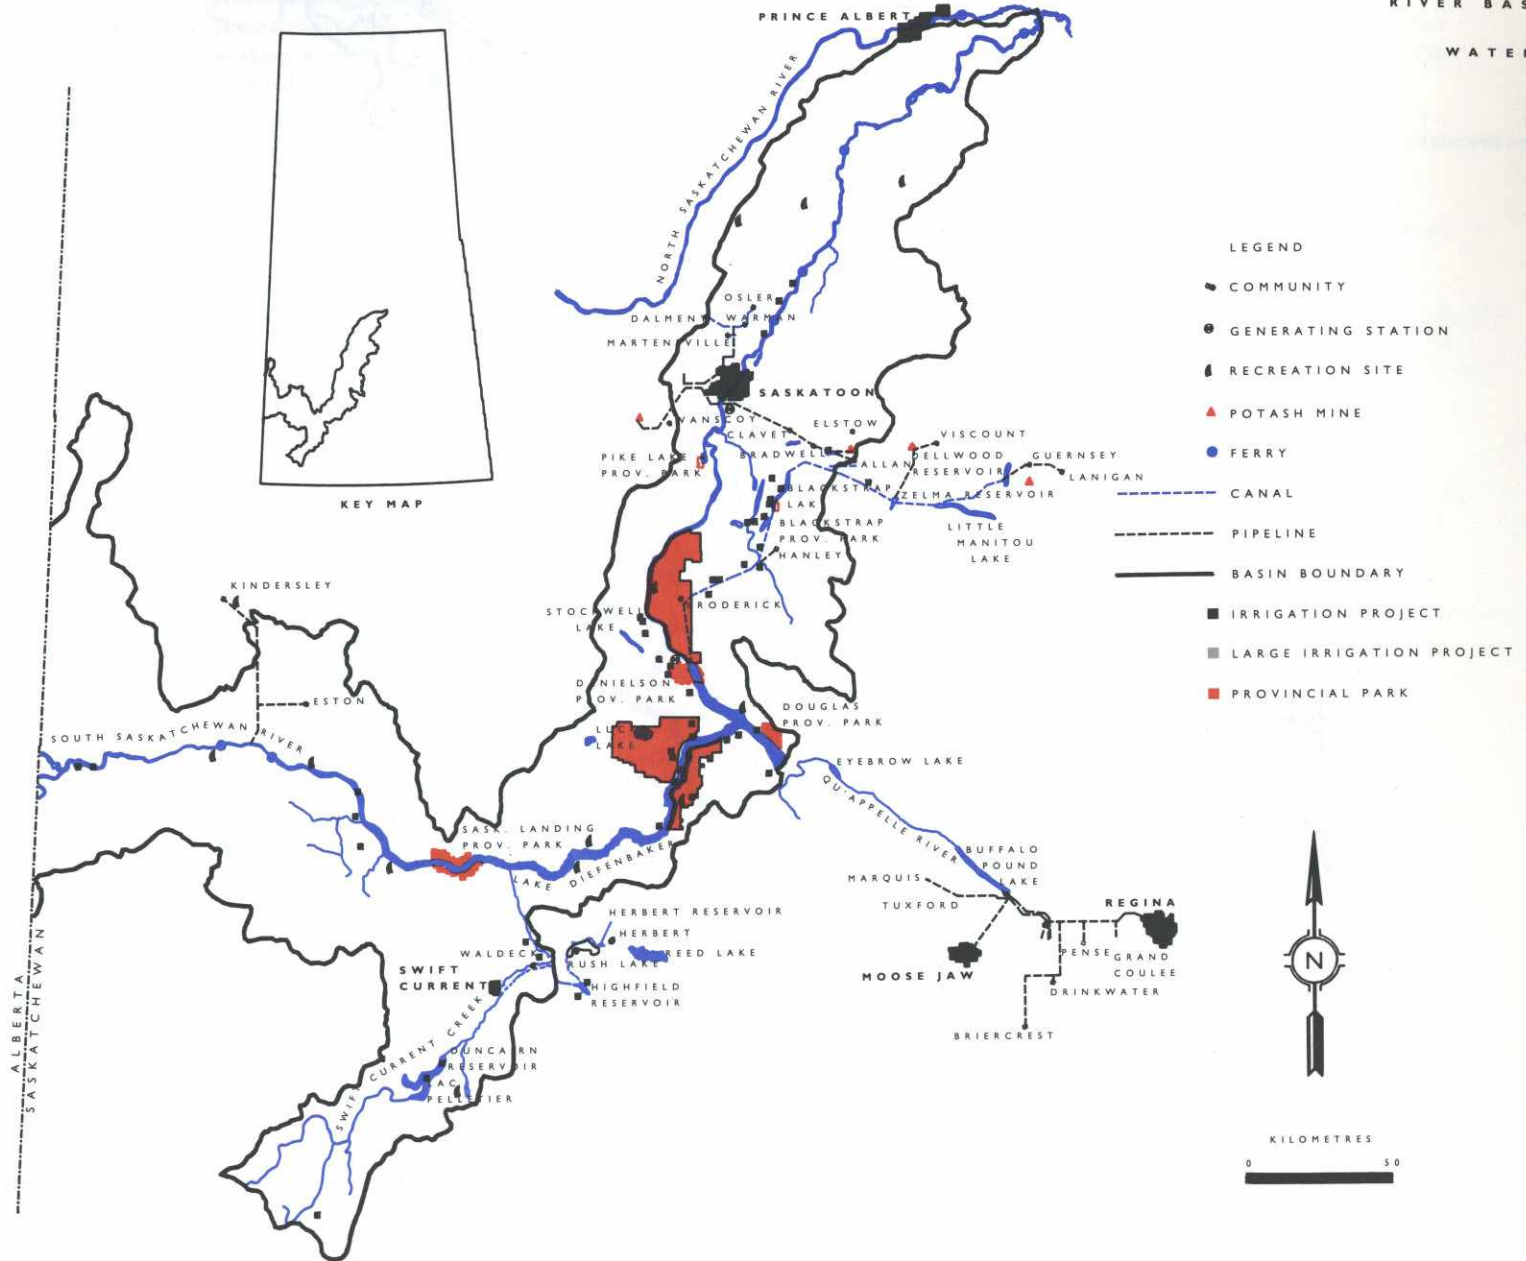 RIVER BAS
WATER
PRINCE ALBERT
NORTH SASKATCHEWAN RIVER
KEY MAP
LEGEND
COMMUNITY
GENERATING STATION
RECREATION SITE
POTASH MINE
FERRY
CANAL
PIPELINE
BASIN BOUNDARY
IRRIGATION PROJECT
LARGE IRRIGATION PROJECT
PROVINCIAL PARK
OSLER
DALMENY
WARMAN
MARTENSVILLE
SASKATOON
VANSCOY
CLAVET
ELSTOW
VISCOUNT
PIKE LAKE
PROV. PARK
BRADWELL
ALLAN
DELLWOOD
RESERVOIR
GUERNSEY
LANIGAN
BLACKSTRAP
LAKE
ZELMA RESERVOIR
BLACKSTRAP
PROV. PARK
LITTLE
MANITOU
LAKE
HANLEY
KINDERSLEY
STOCKWELL
LAKE
BRODERICK
DANIELSON
PROV. PARK
ESTON
DOUGLAS
PROV. PARK
SOUTH SASKATCHEWAN RIVER
LUCK
LAKE
EYEBROW LAKE
QU'APPELLE RIVER
SASK. LANDING
PROV. PARK
LAKE DIEFENBAKER
BUFFALO
POUND
LAKE
MARQUIS
TUXFORD
REGINA
HERBERT RESERVOIR
HERBERT
WALDECK
REED LAKE
RUSH LAKE
SWIFT
CURRENT
HIGHFIELD
RESERVOIR
MOOSE JAW
PENSE
GRAND
COULEE
DRINKWATER
BRIERCREST
N
SWIFT CURRENT CREEK
DUNCAIRN
RESERVOIR
LAC
PELLETIER
ALBERTA
SASKATCHEWAN
KILOMETRES
0 50